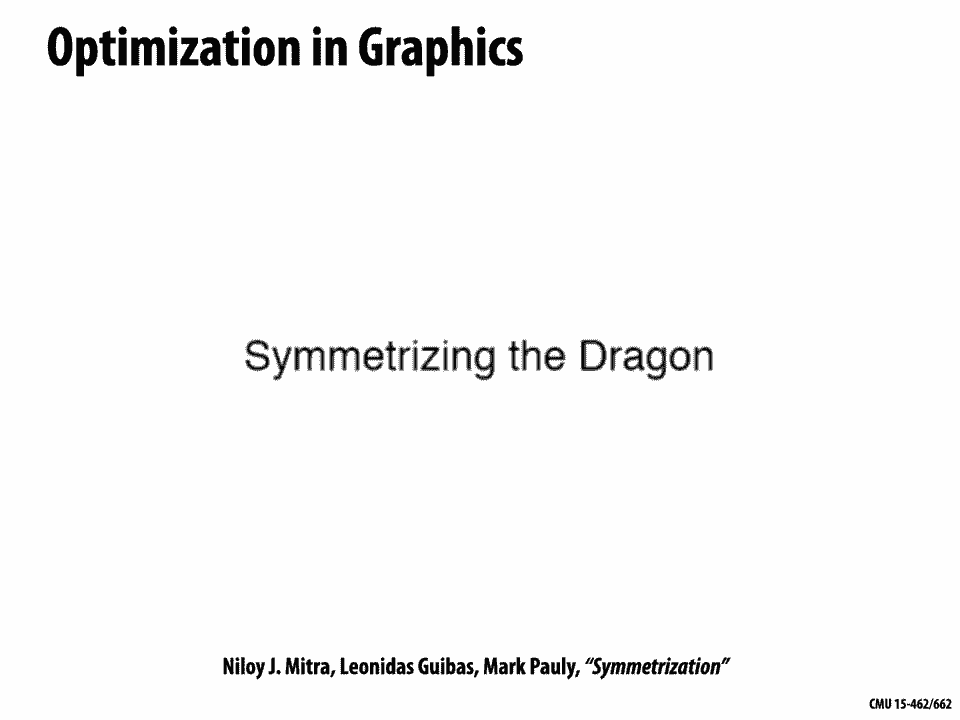 Optimization in Graphics
Symmetrizing the Dragon
Niloy J. Mitra, Leonidas Guibas, Mark Pauly, “Symmetrization”
CMU 15-462/662